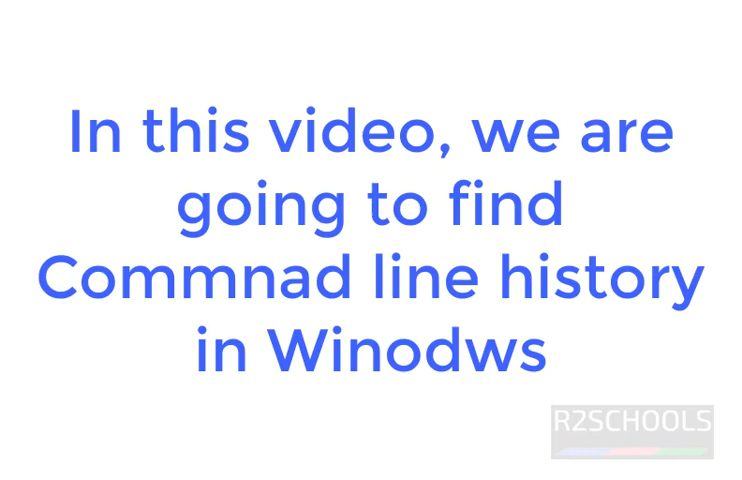 In this video, we are
going to find
Commnad line history
in Winodws
R2SCHOOLS